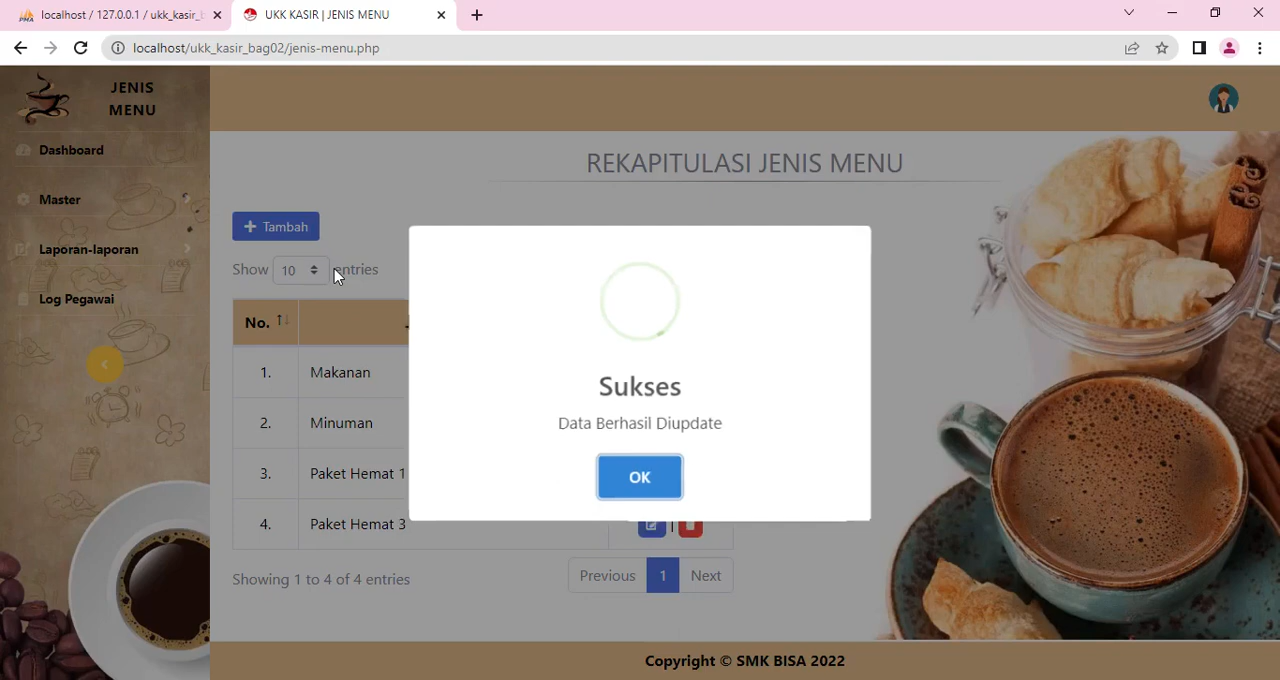 localhost / 127.0.0.1 / ukk_kasir_b
UKK KASIR | JENIS MENU
localhost/ukk_kasir_bag02/jenis-menu.php
JENIS
MENU
Dashboard
Master
Laporan-laporan
Log Pegawai
REKAPITULASI JENIS MENU
Tambah
Show 10 entries
No.
1. Makanan
2. Minuman
3. Paket Hemat 1
4. Paket Hemat 3
|
Sukses
Data Berhasil Diupdate
OK
Showing 1 to 4 of 4 entries
Previous 1 Next
Copyright © SMK BISA 2022